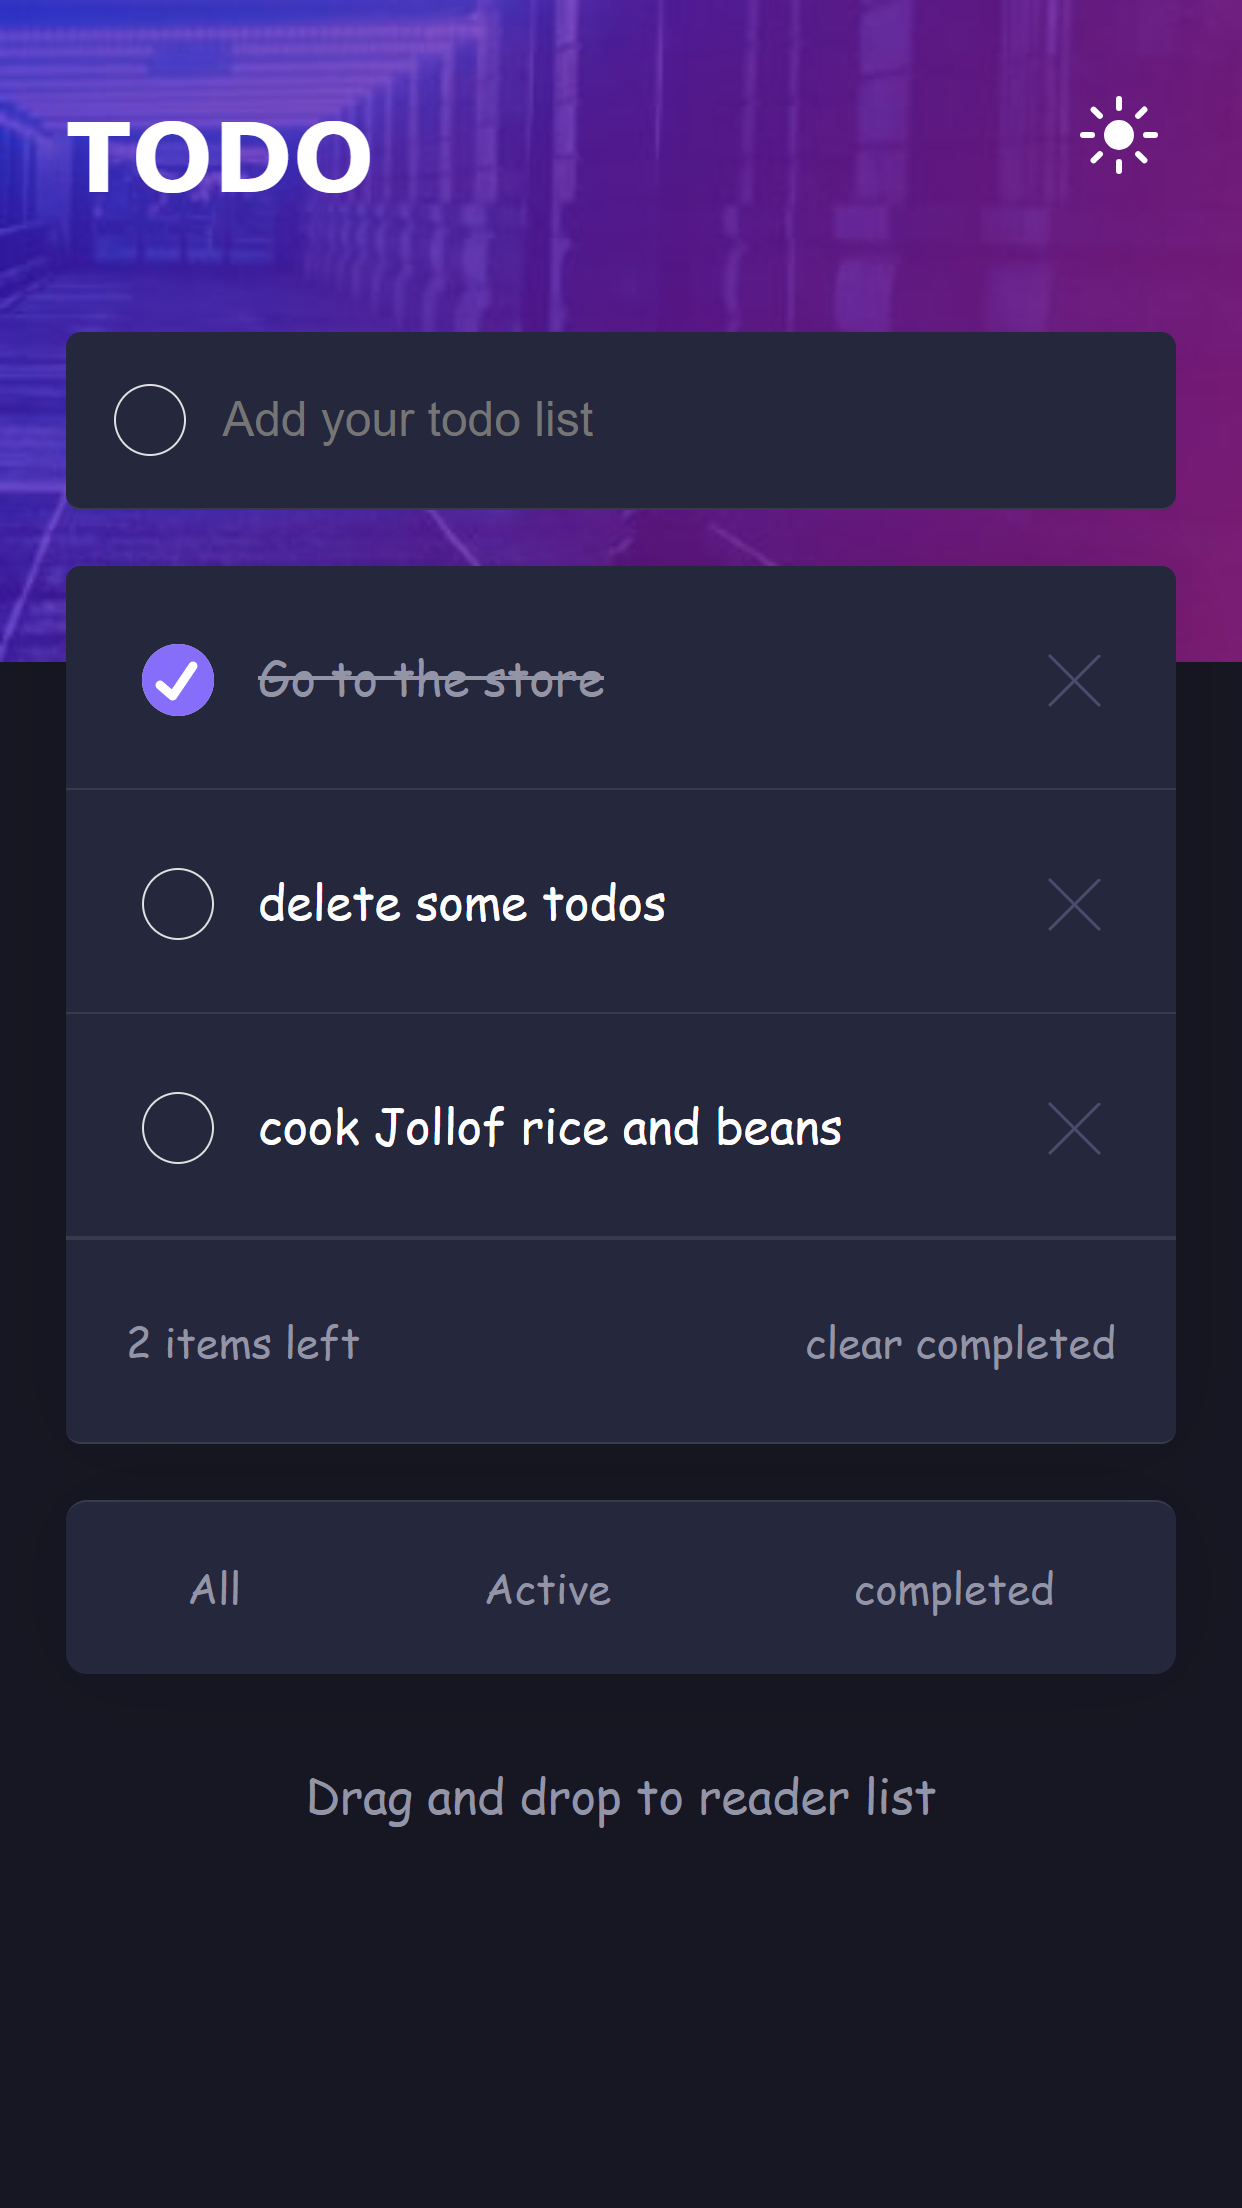 TODO
Add your todo list
Go to the store
delete some todos
cook Jollof rice and beans
2 items left clear completed
All Active completed
Drag and drop to reader list